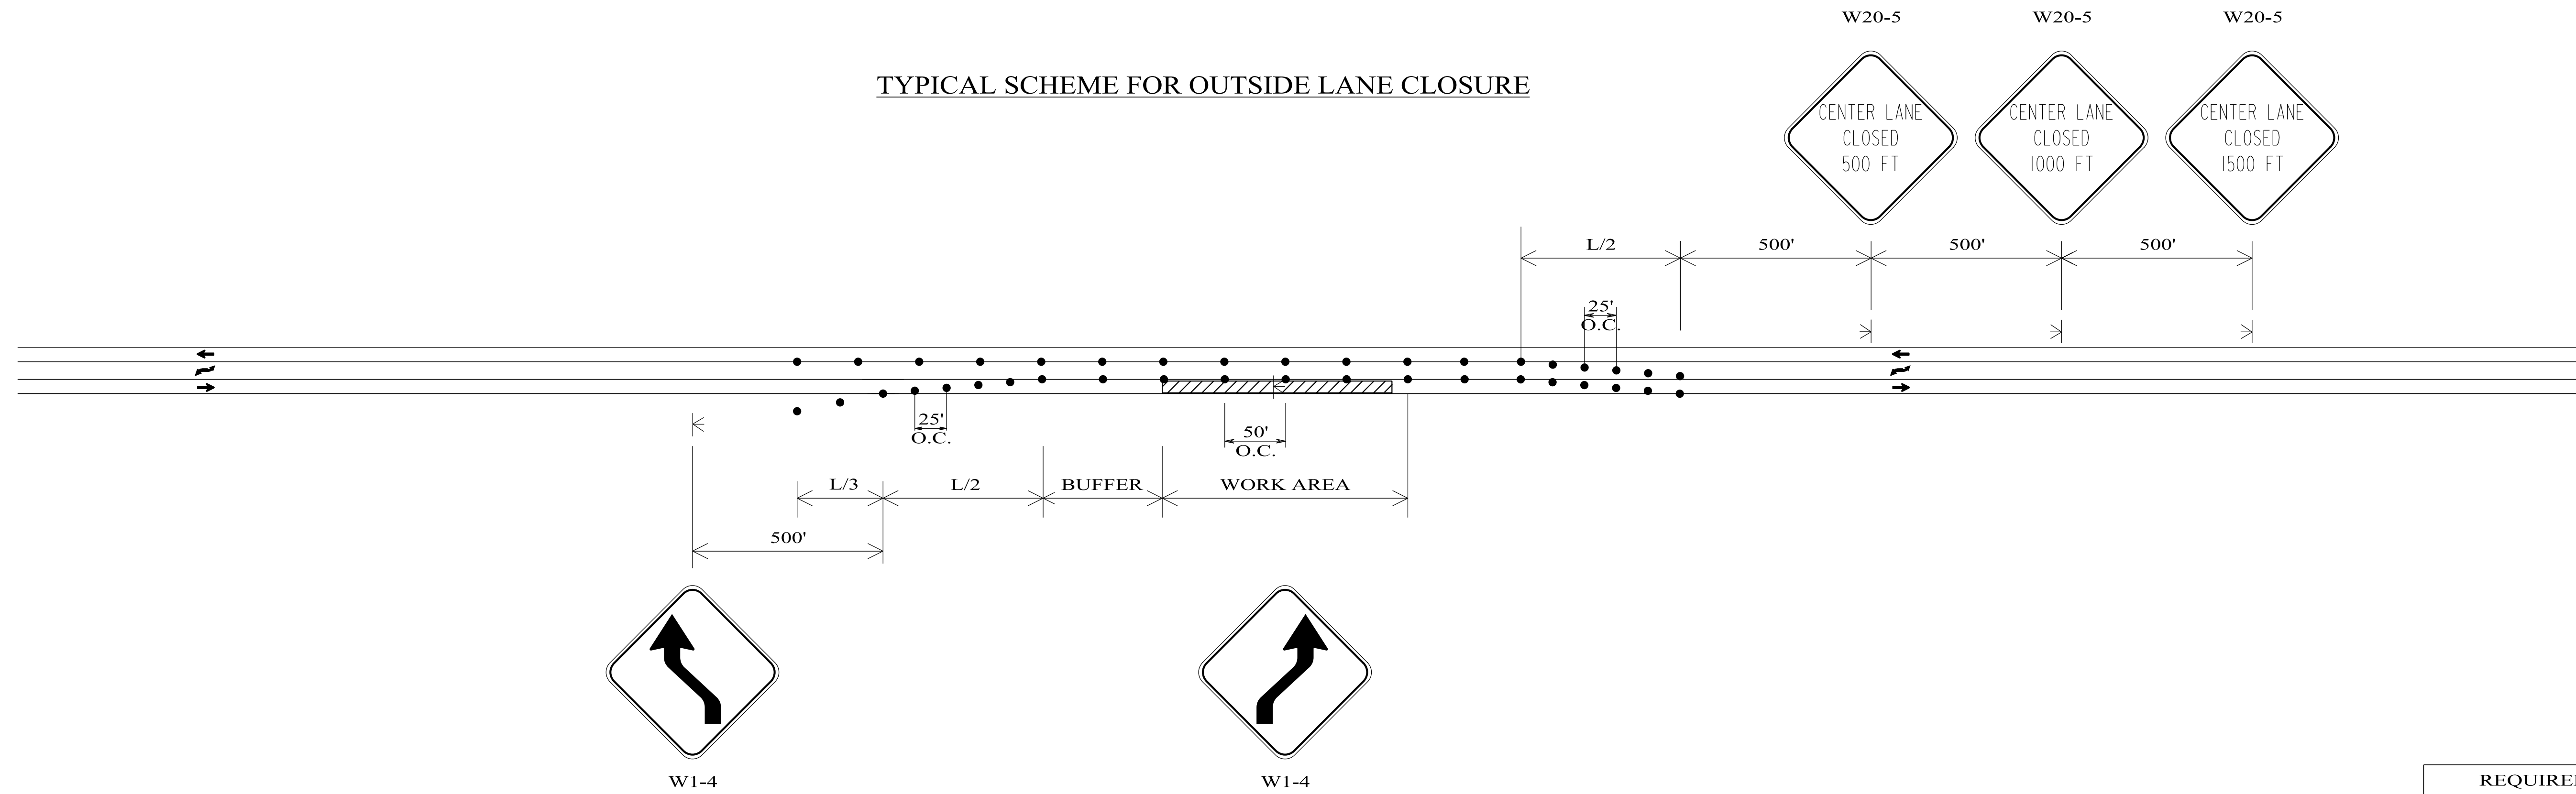 W20-5 W20-5 W20-5
TYPICAL SCHEME FOR OUTSIDE LANE CLOSURE
CENTER LANE
CLOSED
500 FT
CENTER LANE
CLOSED
1000 FT
CENTER LANE
CLOSED
1500 FT
L/2 500' 500' 500'
25'
O.C.
25'
O.C.
50'
O.C.
L/3 L/2 BUFFER WORK AREA
500'
W1-4 W1-4